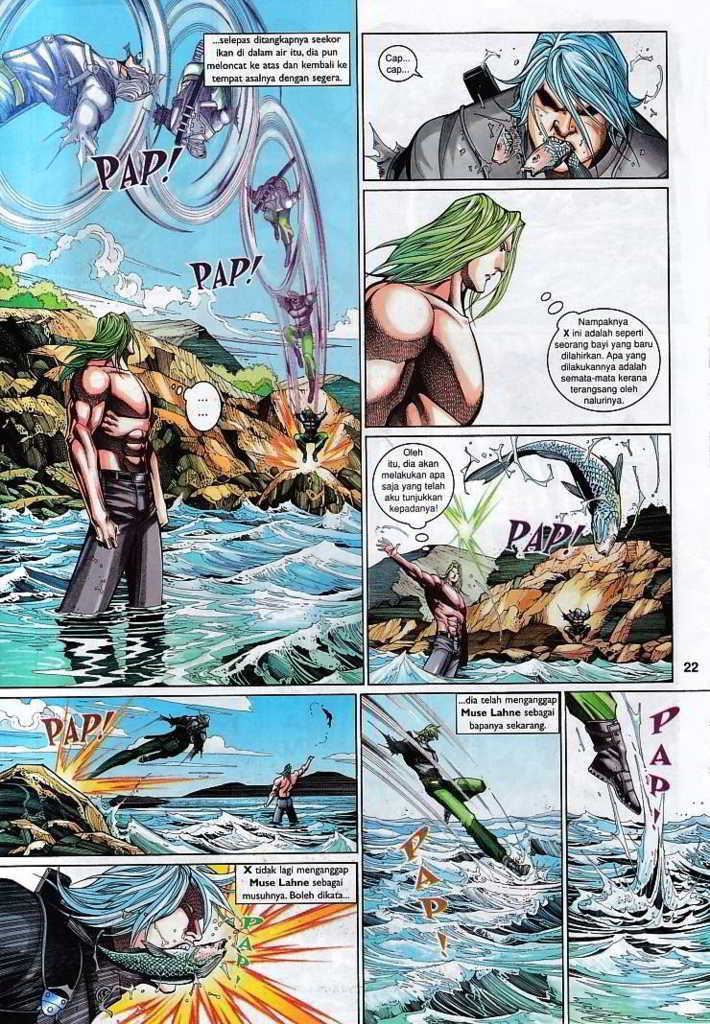 ...selepas ditangkapnya seekor
ikan di dalam air itu, dia pun
meloncat ke atas dan kembali ke
tempat asalnya dengan segera.
PAP!
PAP!
...
...
Cap...
cap...
Nampaknya
X ini adalah seperti
seorang bayi yang baru
dilahirkan. Apa yang
dilakukannya adalah
semata-mata kerana
terangsang oleh
nalurinya.
Oleh
itu, dia akan
melakukan apa
saja yang telah
aku tunjukkan
kepadanya!
PAP!
22
PAP!
X tidak lagi menganggap
Muse Lahne sebagai
musuhnya. Boleh dikata...
PAP!
...dia telah menganggap
Muse Lahne sebagai
bapanya sekarang.
PAP!
PAP!